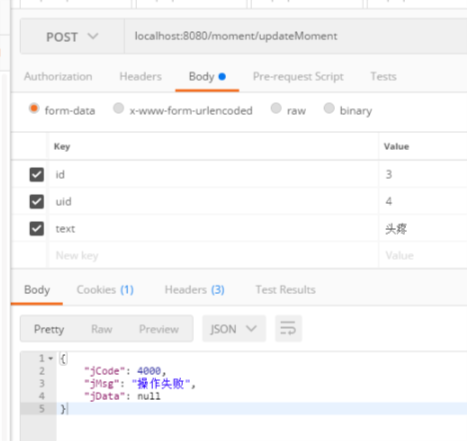 POST localhost:8080/moment/updateMoment
Authorization Headers Body Pre-request Script Tests
form-data x-www-form-urlencoded raw binary
Key Value
id 3
uid 4
text 头疼
New key Value
Body Cookies (1) Headers (3) Test Results
Pretty Raw Preview JSON
1 {
2 "jCode": 4000,
3 "jMsg": "操作失败",
4 "jData": null
5 }